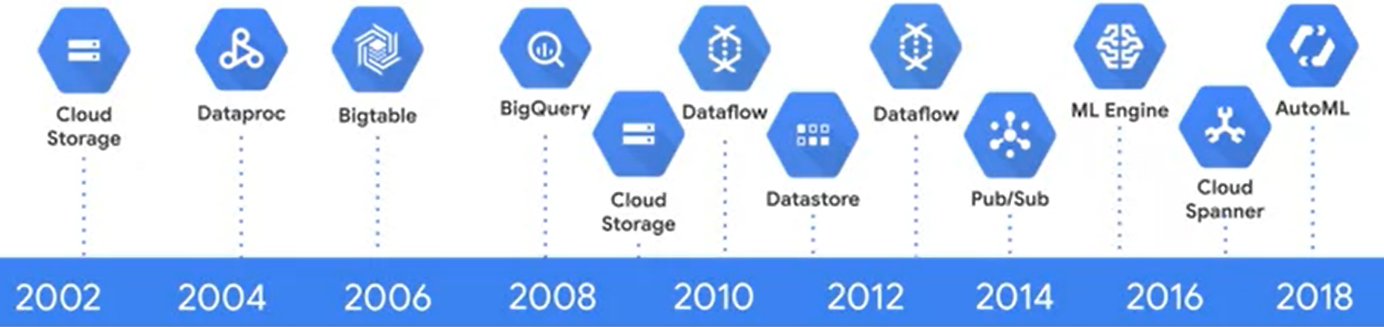 Cloud
Storage
Dataproc
Bigtable
BigQuery
Cloud
Storage
Dataflow
Datastore
Dataflow
Pub/Sub
ML Engine
Cloud
Spanner
AutoML
2002 2004 2006 2008 2010 2012 2014 2016 2018